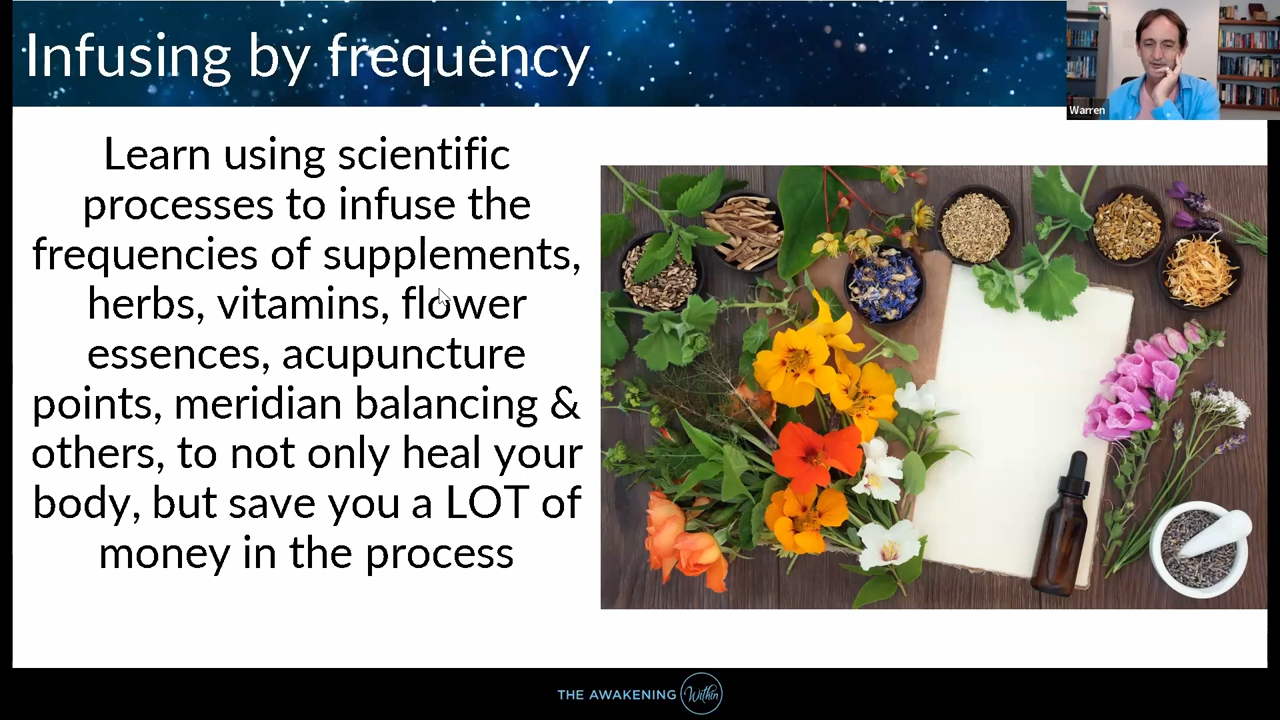 Infusing by frequency
Warren
Learn using scientific
processes to infuse the
frequencies of supplements,
herbs, vitamins, flower
essences, acupuncture
points, meridian balancing &
others, to not only heal your
body, but save you a LOT of
money in the process
THE AWAKENING Within